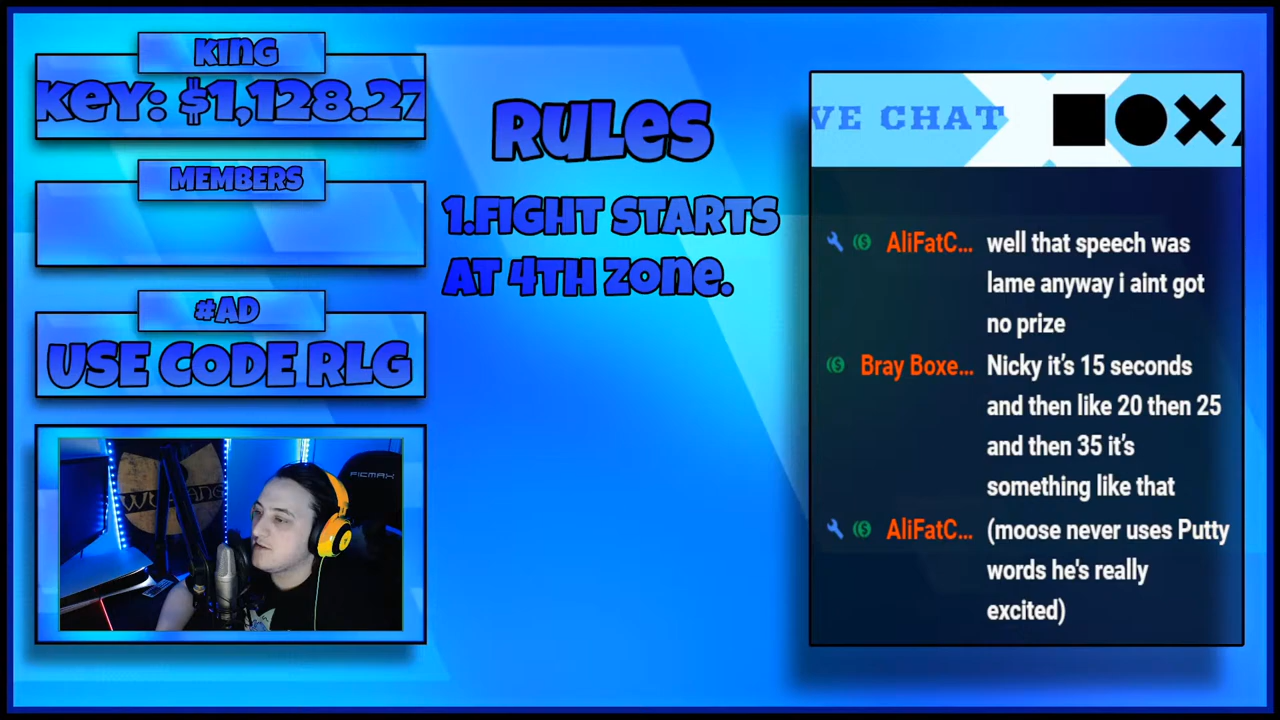 King
Key: $1,128.27
MEMBERS
#AD
USE CODE RLG
FICMAX
RULES
1.FIGHT STARTS
AT 4TH ZONE.
VE CHAT
AliFatC... well that speech was
lame anyway i aint got
no prize
Bray Boxe... Nicky it's 15 seconds
and then like 20 then 25
and then 35 it's
something like that
AliFatC... (moose never uses Putty
words he's really
excited)